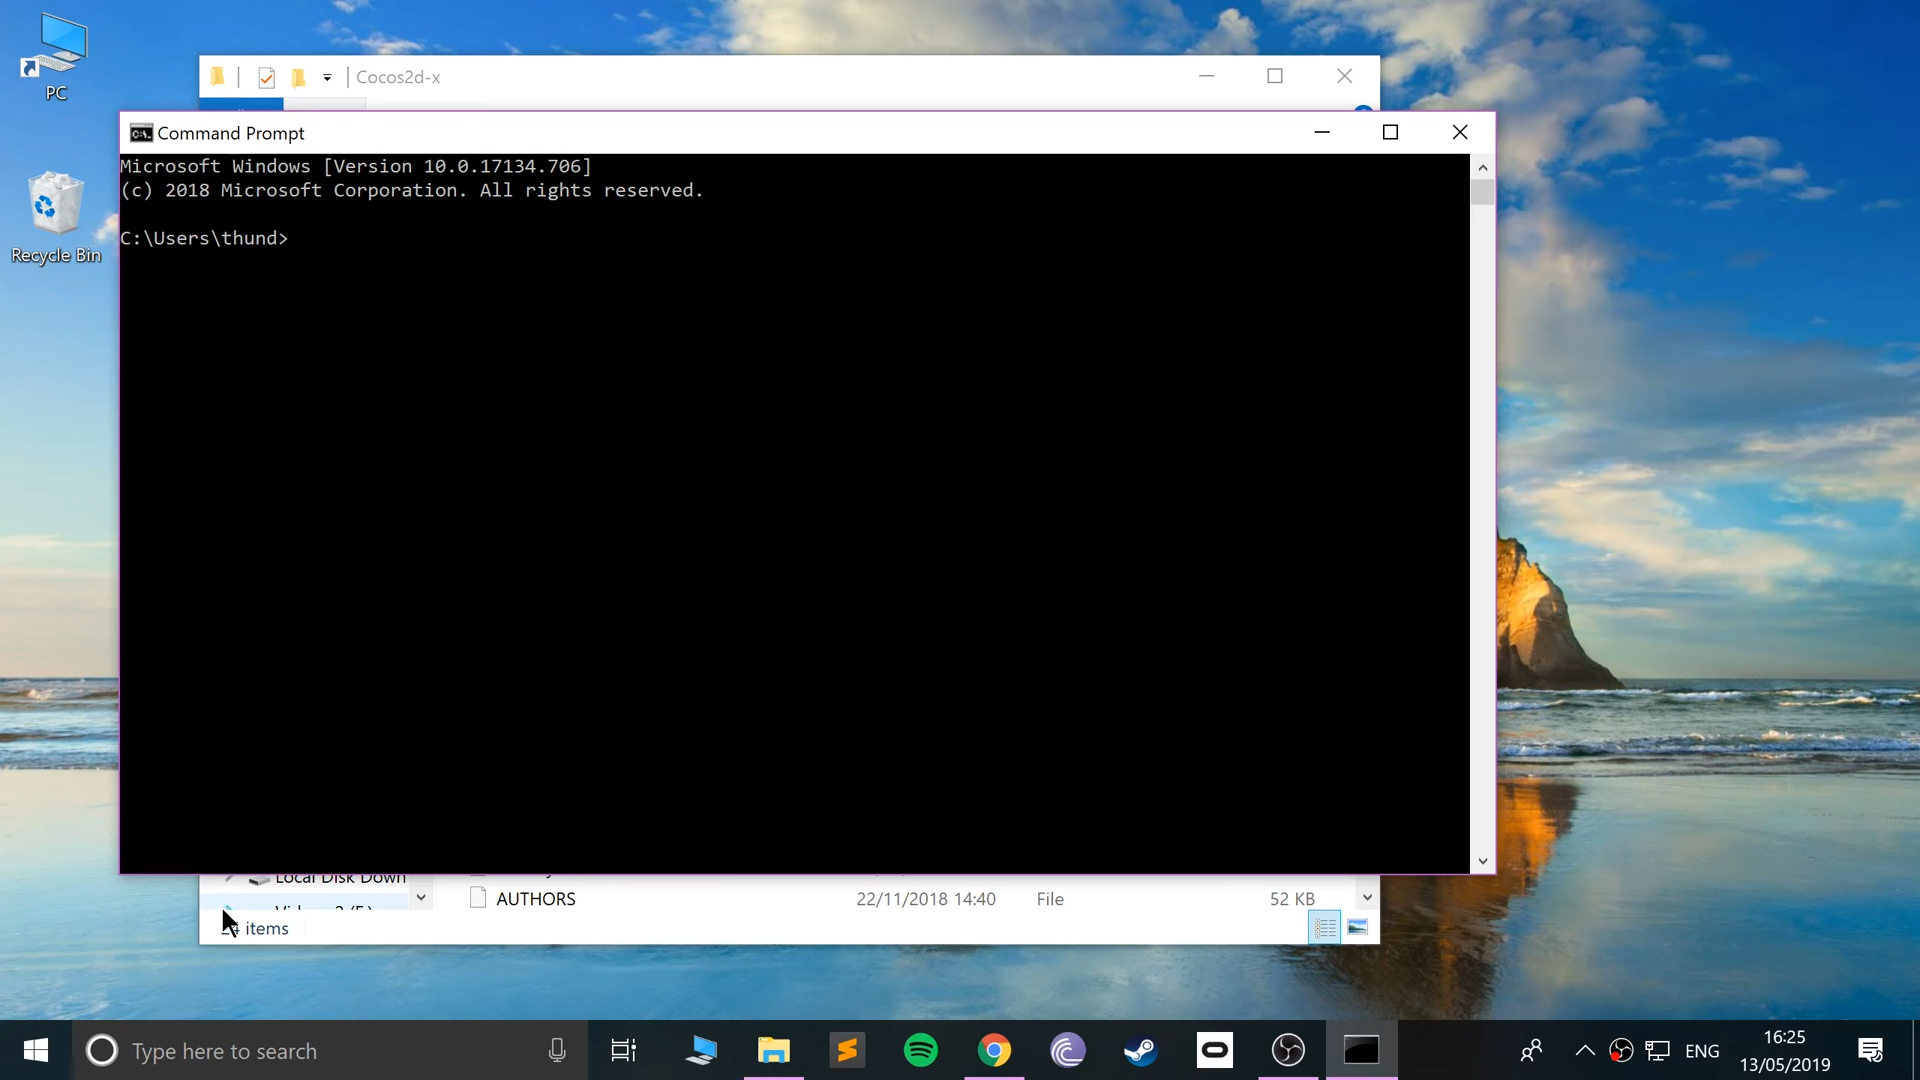 PC
Recycle Bin
Cocos2d-x
Command Prompt
Microsoft Windows [Version 10.0.17134.706]
(c) 2018 Microsoft Corporation. All rights reserved.
C:\Users\thund>
Local Disk Down
AUTHORS 22/11/2018 14:40 File 52 KB
items
Type here to search
ENG
16:25
13/05/2019